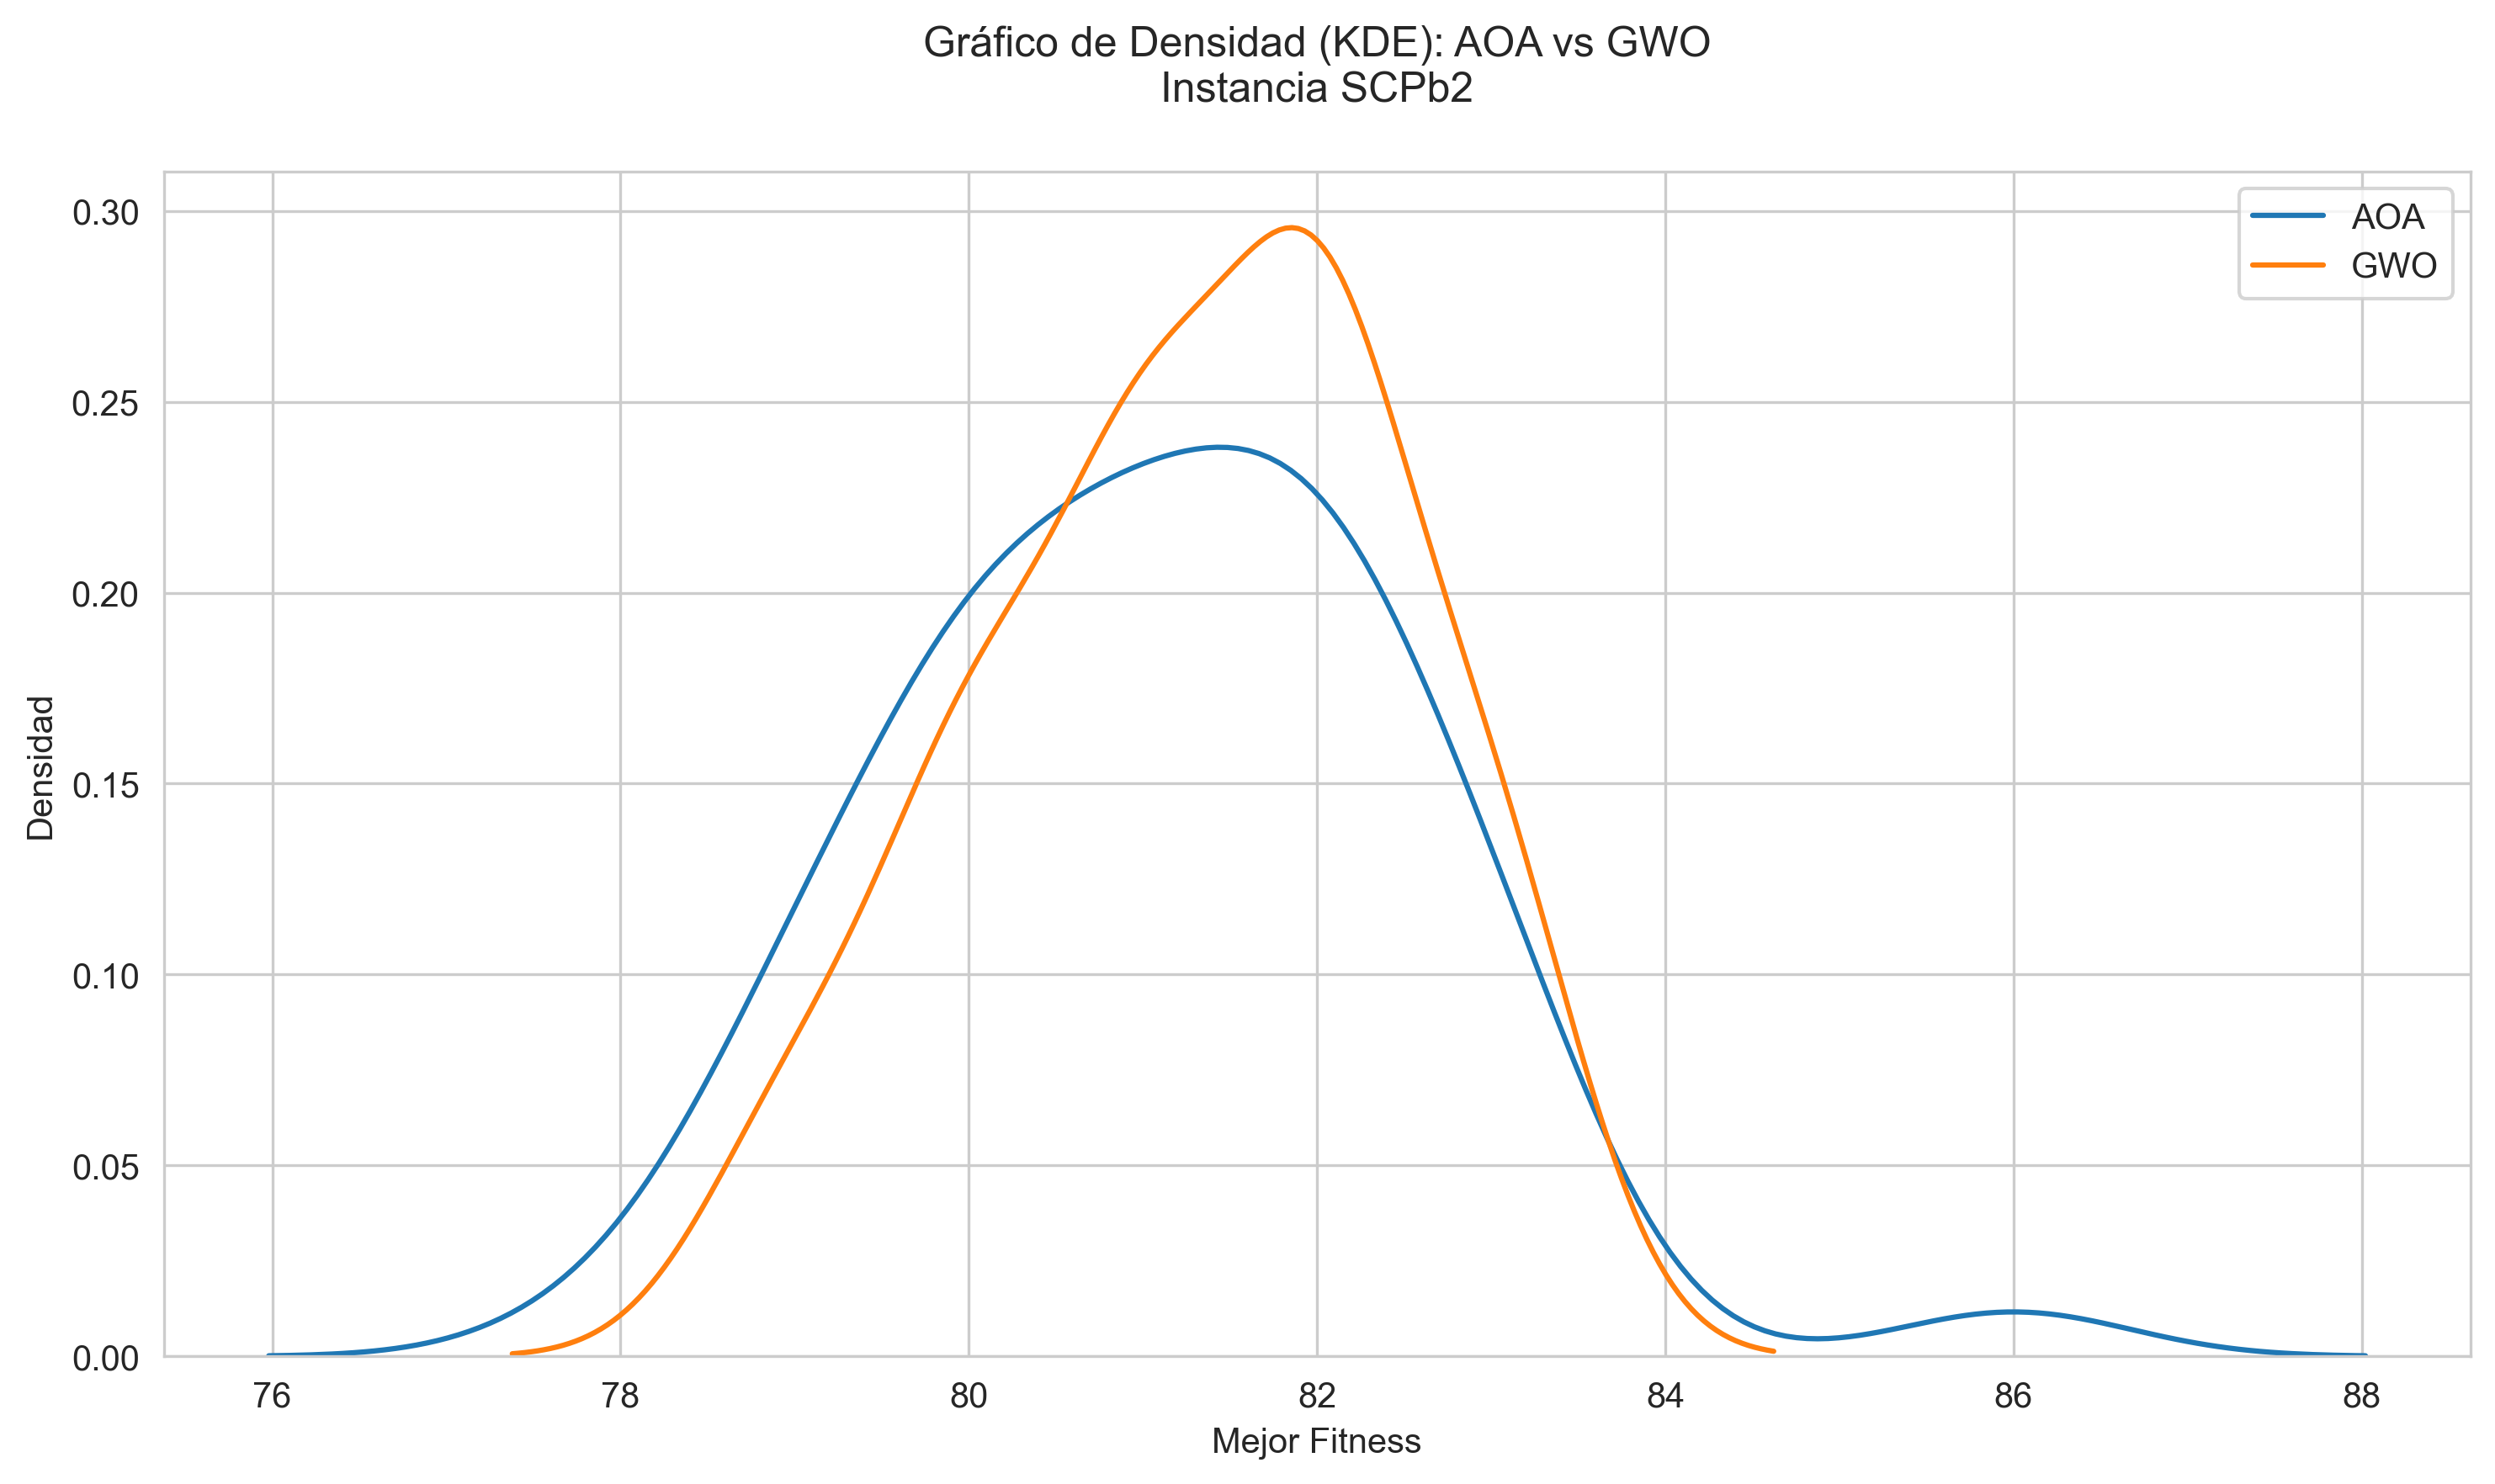 Gráfico de Densidad (KDE): AOA vs GWO
Instancia SCPb2
AOA
GWO
0.30
0.25
0.20
0.15
0.10
0.05
0.00
Densidad
76 78 80 82 84 86 88
Mejor Fitness